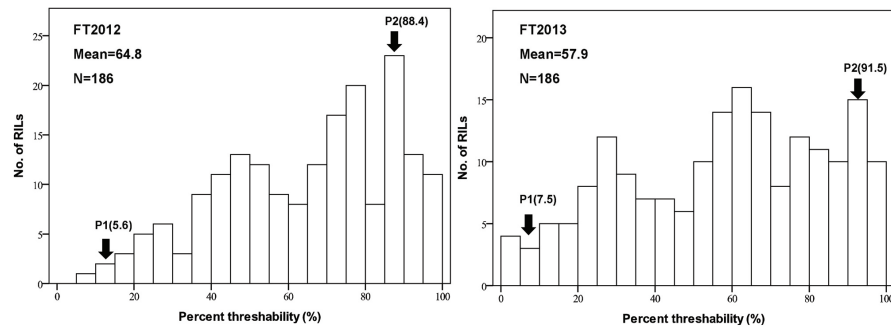 FT2012
Mean=64.8
N=186
P2(88.4)
P1(5.6)
No. of RILs
25
20
15
10
5
0
0 20 40 60 80 100
Percent threshability (%)
FT2013
Mean=57.9
N=186
P2(91.5)
P1(7.5)
No. of RILs
20
15
10
5
0
0 20 40 60 80 100
Percent threshability (%)